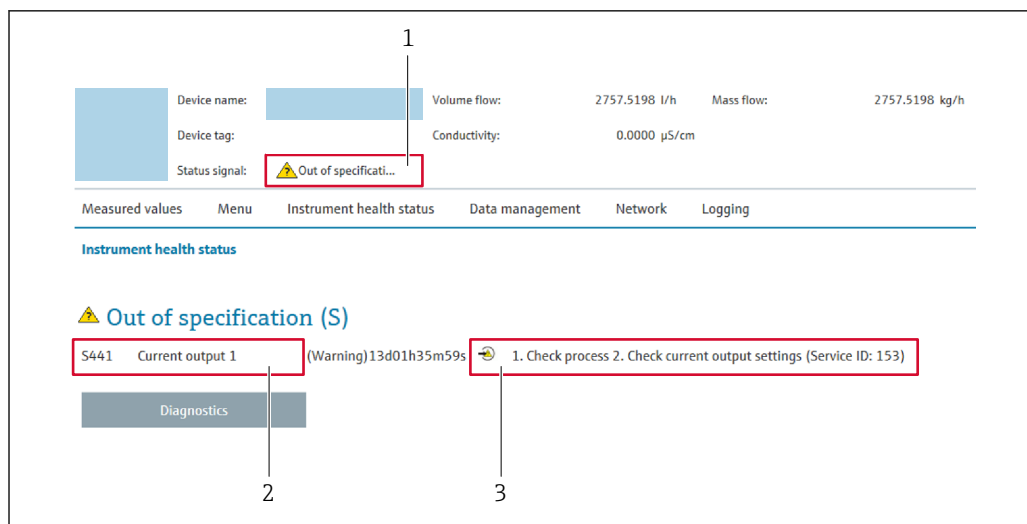 1
Device name: Volume flow: 2757.5198 l/h Mass flow: 2757.5198 kg/h
Device tag: Conductivity: 0.0000 µS/cm
Status signal: Out of specificati...
Measured values Menu Instrument health status Data management Network Logging
Instrument health status
Out of specification (S)
S441 Current output 1 (Warning)13d01h35m59s 1. Check process 2. Check current output settings (Service ID: 153)
Diagnostics
2 3